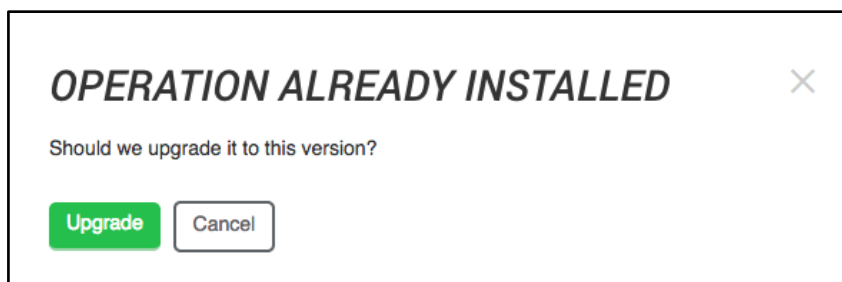 OPERATION ALREADY INSTALLED
Should we upgrade it to this version?
Upgrade
Cancel